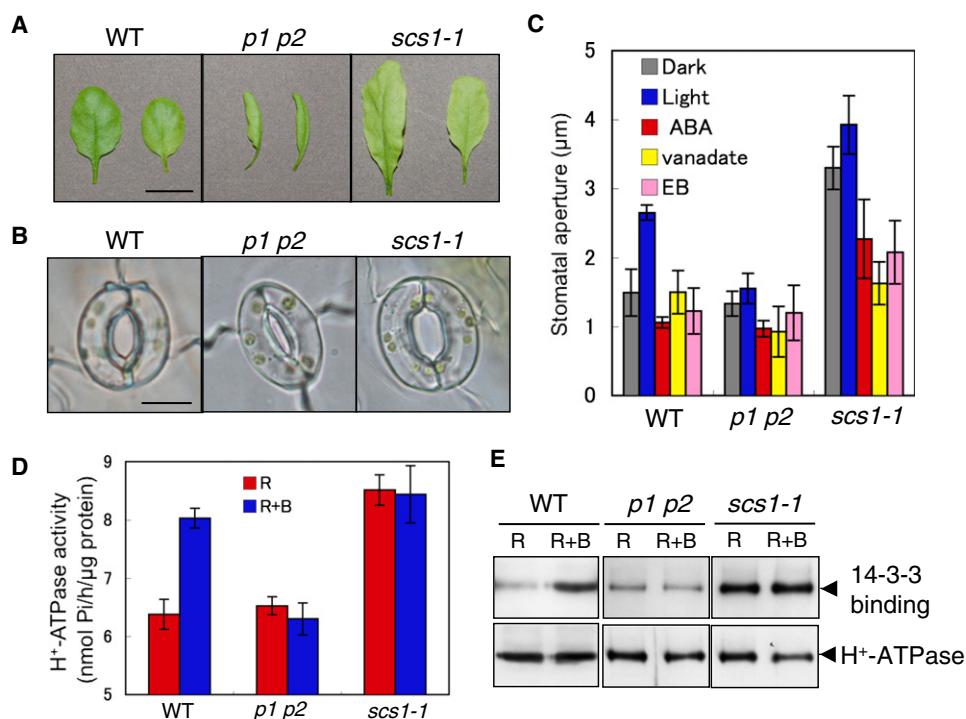 A
WT
p1 p2
scs1-1
B
WT
p1 p2
scs1-1
C
Stomatal aperture (μm)
5
4
3
2
1
0
Dark
Light
ABA
vanadate
EB
WT
p1 p2
scs1-1
D
H⁺-ATPase activity
(nmol Pi/h/μg protein)
9
8
7
6
5
R
R+B
WT
p1 p2
scs1-1
E
WT
p1 p2
scs1-1
R R+B R R+B R R+B
14-3-3
binding
H⁺-ATPase